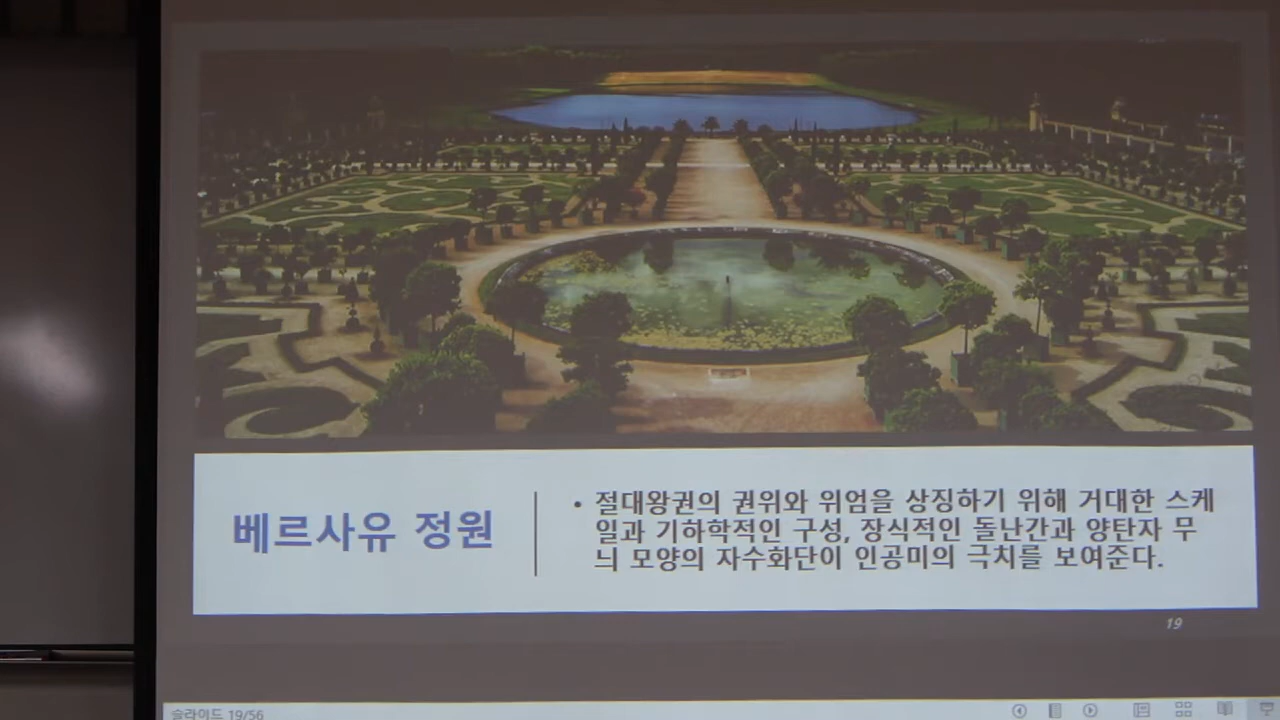 베르사유 정원
• 절대왕권의 권위와 위엄을 상징하기 위해 거대한 스케
일과 기하학적인 구성, 장식적인 돌난간과 양탄자 무
늬 모양의 자수화단이 인공미의 극치를 보여준다.
19
슬라이드 19/56